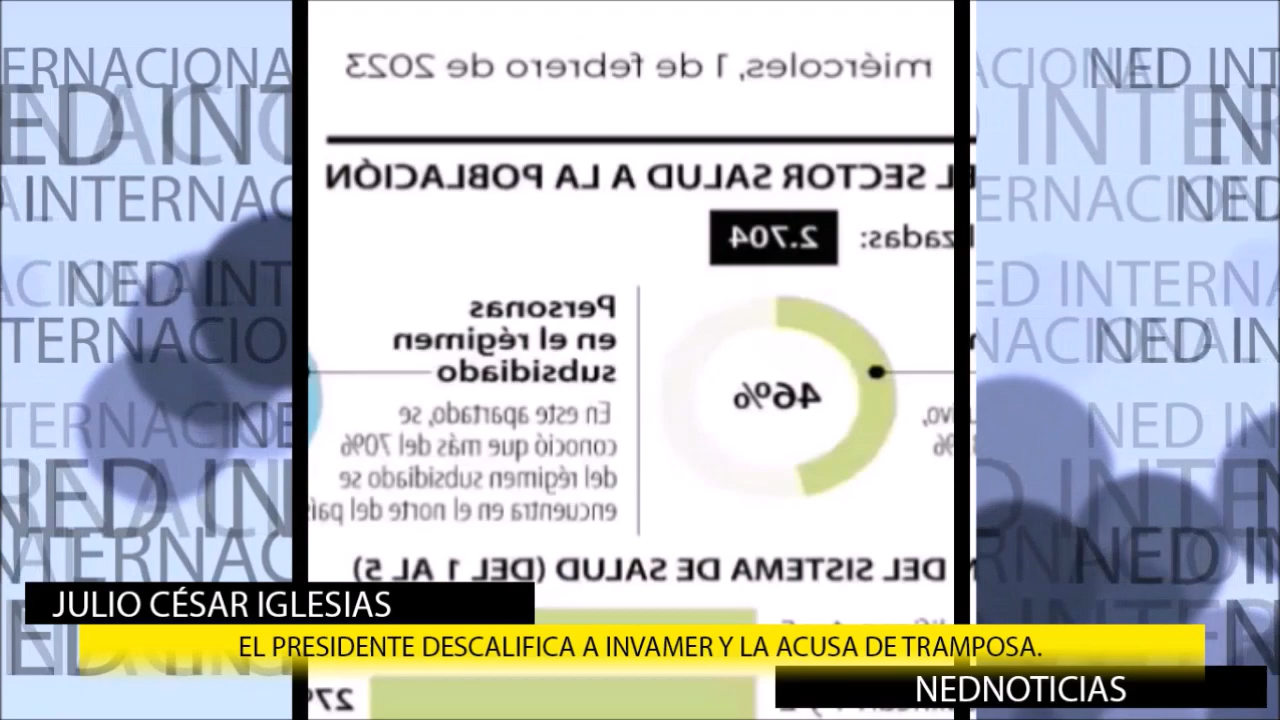 miércoles, 1 de febrero de 2023
EL SECTOR SALUD A LA POBLACIÓN
2.704
46%
Personas
en el régimen
subsidiado
En este apartado, se
conoció que más del 70%
del régimen subsidiado se
encuentra en el norte del país
DEL SISTEMA DE SALUD (DEL 1 AL 5)
JULIO CÉSAR IGLESIAS
EL PRESIDENTE DESCALIFICA A INVAMER Y LA ACUSA DE TRAMPOSA.
NEDNOTICIAS
27%
NED INTERNACIONAL